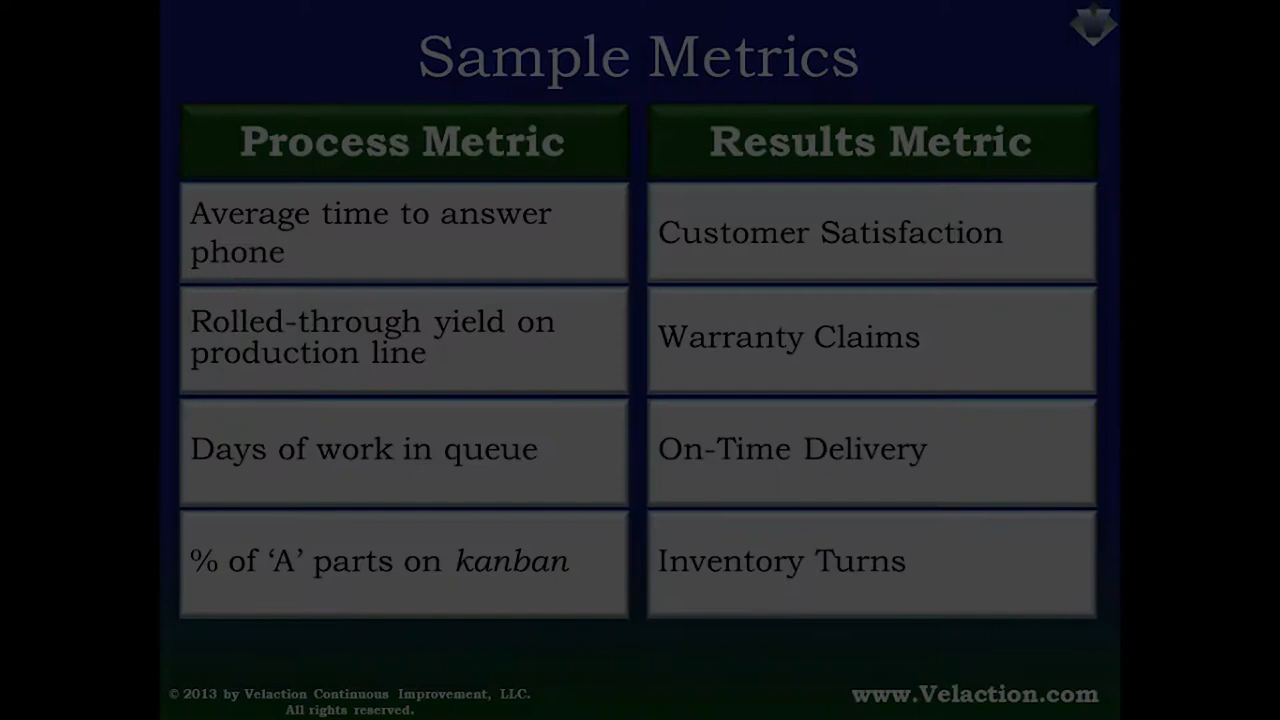 Sample Metrics
Process Metric
Results Metric
Average time to answer
phone
Customer Satisfaction
Rolled-through yield on
production line
Warranty Claims
Days of work in queue
On-Time Delivery
% of ‘A’ parts on kanban
Inventory Turns
© 2013 by Velaction Continuous Improvement, LLC.
All rights reserved.
www.Velaction.com